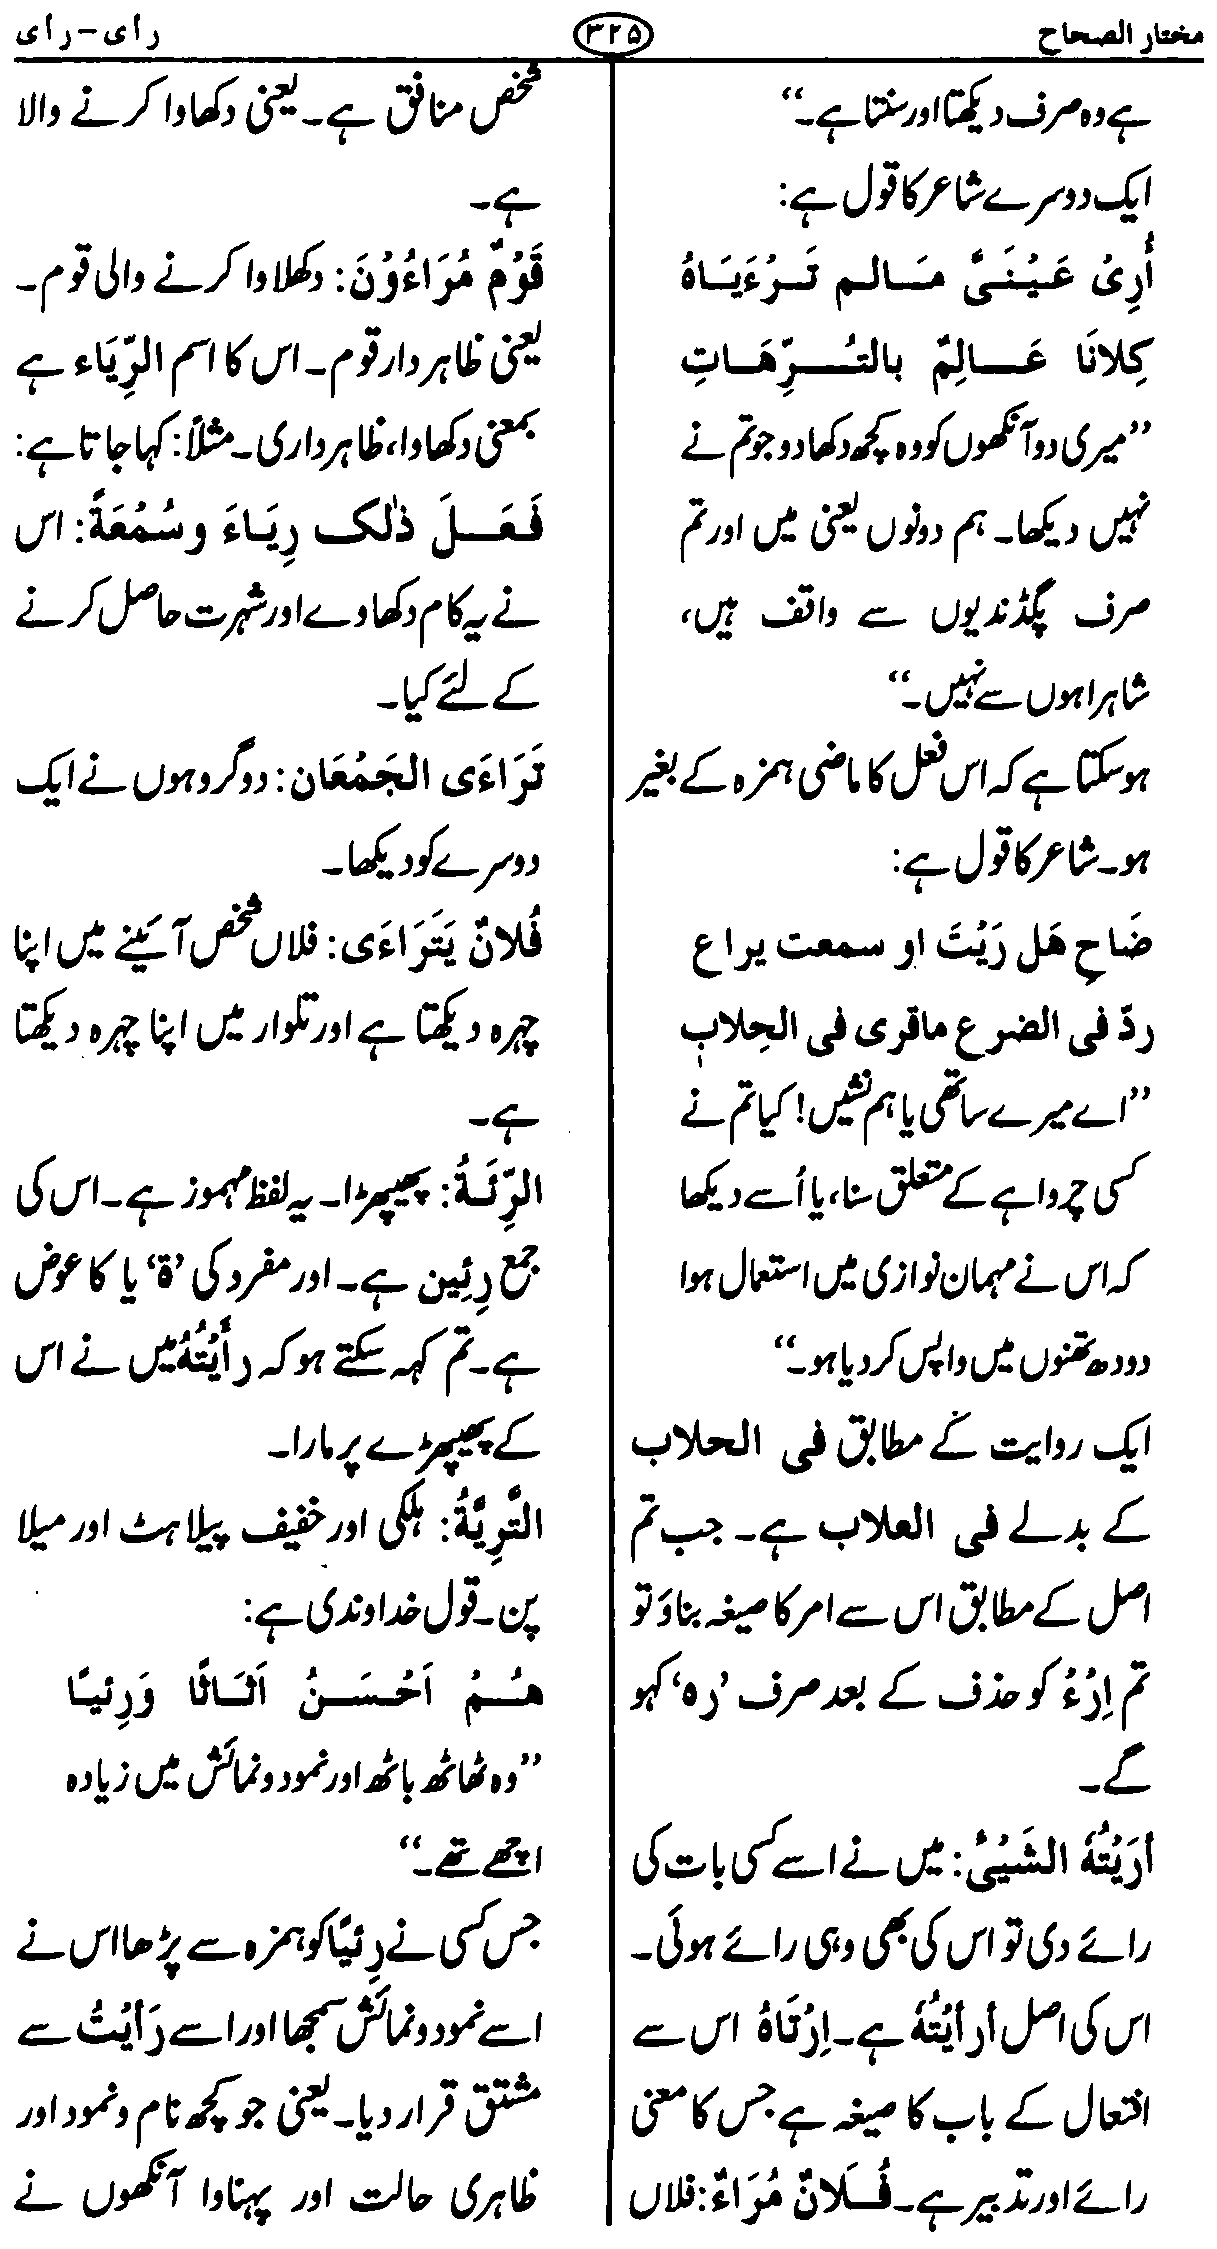 مختار الصحاح
۳۲۵
رأى-رأى
ہے وہ صرف دیکھتا اور سنتا ہے۔“
ایک دوسرے شاعر کا قول ہے:
أُرِىْ عَيْنَىَّ مَالم تَرْءَيَاهُ
كِلانَا عَالِمٌ بالتُّرَّهَاتِ
”میری دو آنکھوں کو وہ کچھ دکھا دو جو تم نے
نہیں دیکھا۔ ہم دونوں یعنی میں اور تم
صرف پگڈنڈیوں سے واقف ہیں،
شاہراہوں سے نہیں۔“
ہوسکتا ہے کہ اس فعل کا ماضی ہمزہ کے بغیر
ہو۔ شاعر کا قول ہے:
ضَاحِ هَل رَيْتَ او سمعت براع
ردّ فى الضرع ماقرى فى الحِلابِ
”اے میرے ساتھی یا ہم نشیں! کیا تم نے
کسی چرواہے کے متعلق سنا، یا اُسے دیکھا
کہ اس نے مہمان نوازی میں استعمال ہوا
دودھ تھنوں میں واپس کردیا ہو۔“
ایک روایت کے مطابق فى الحلاب
کے بدلے فى العلاب ہے۔ جب تم
اصل کے مطابق اس سے امر کا صیغہ بناؤ تو
تم اِرْءُ کو حذف کے بعد صرف ’رہ‘ کہو
گے۔
أرَيْتُهٗ الشَيْئَ: میں نے اسے کسی بات کی
رائے دی تو اس کی بھی وہی رائے ہوئی۔
اس کی اصل أرأيْتُهٗ ہے۔ اِرْتَاهُ اس سے
افتعال کے باب کا صیغہ ہے جس کا معنی
رائے اور تدبیر ہے۔ فُلَانٌ مُرَاءٌ: فلاں
شخص منافق ہے۔ یعنی دکھاوا کرنے والا
ہے۔
قَوْمٌ مُرَاءُوْنَ: دکھلاوا کرنے والی قوم۔
یعنی ظاہردار قوم۔ اس کا اسم الرِّيَاء ہے
بمعنی دکھاوا، ظاہرداری۔ مثلاً: کہا جاتا ہے:
فَعَلَ ذٰلک رِيَاءَ وسُمْعَةً: اس
نے یہ کام دکھاوے اور شہرت حاصل کرنے
کے لئے کیا۔
تَرَاءَى الجَمْعَان: دو گروہوں نے ایک
دوسرے کو دیکھا۔
فُلانٌ يَتَرَاءَى: فلاں شخص آئینے میں اپنا
چہرہ دیکھتا ہے اور تلوار میں اپنا چہرہ دیکھتا
ہے۔
الرِّئَةُ: پھیپھڑا۔ یہ لفظ مہموز ہے۔ اس کی
جمع رِئِین ہے۔ اور مفرد کی ’ة‘ یا کا عوض
ہے۔ تم کہہ سکتے ہو کہ رأيْتُهُ میں نے اس
کے پھیپھڑے پر مارا۔
التَّرِيَّةُ: ہلکی اور خفیف پیلاہٹ اور میلا
پن۔ قول خداوندی ہے:
هُمْ اَحْسَنُ اَثَاثًا وَرِئيًا
”وہ ٹھاٹھ باٹھ اور نمود و نمائش میں زیادہ
اچھے تھے۔“
جس کسی نے رِئيًا کو ہمزہ سے پڑھا اس نے
اسے نمود و نمائش سمجھا اور اسے رَأيْتُ سے
مشتق قرار دیا۔ یعنی جو کچھ نام و نمود اور
ظاہری حالت اور پہناوا آنکھوں نے